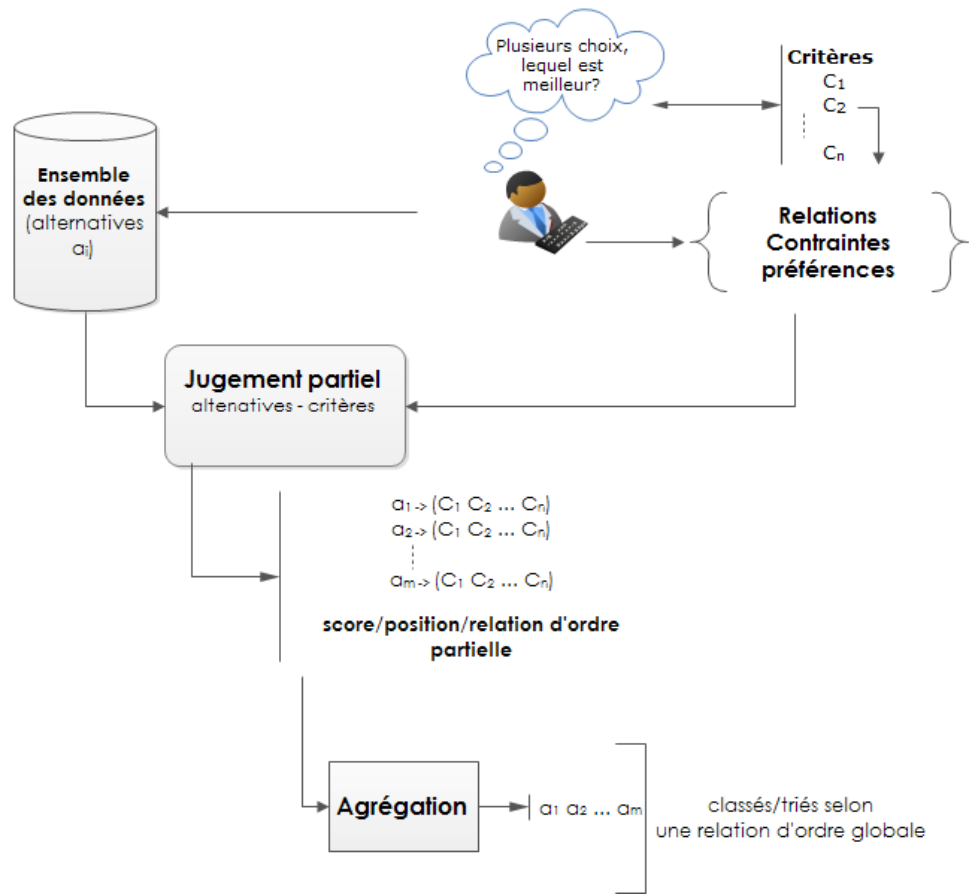 Plusieurs choix,
lequel est
meilleur?
Critères
C1
C2
Cn
Ensemble
des données
(alternatives
ai)
Relations
Contraintes
préférences
Jugement partiel
altenatives - critères
a1 -> (C1 C2 ... Cn)
a2 -> (C1 C2 ... Cn)
am -> (C1 C2 ... Cn)
score/position/relation d'ordre
partielle
Agrégation
a1 a2 ... am
classés/triés selon
une relation d'ordre globale